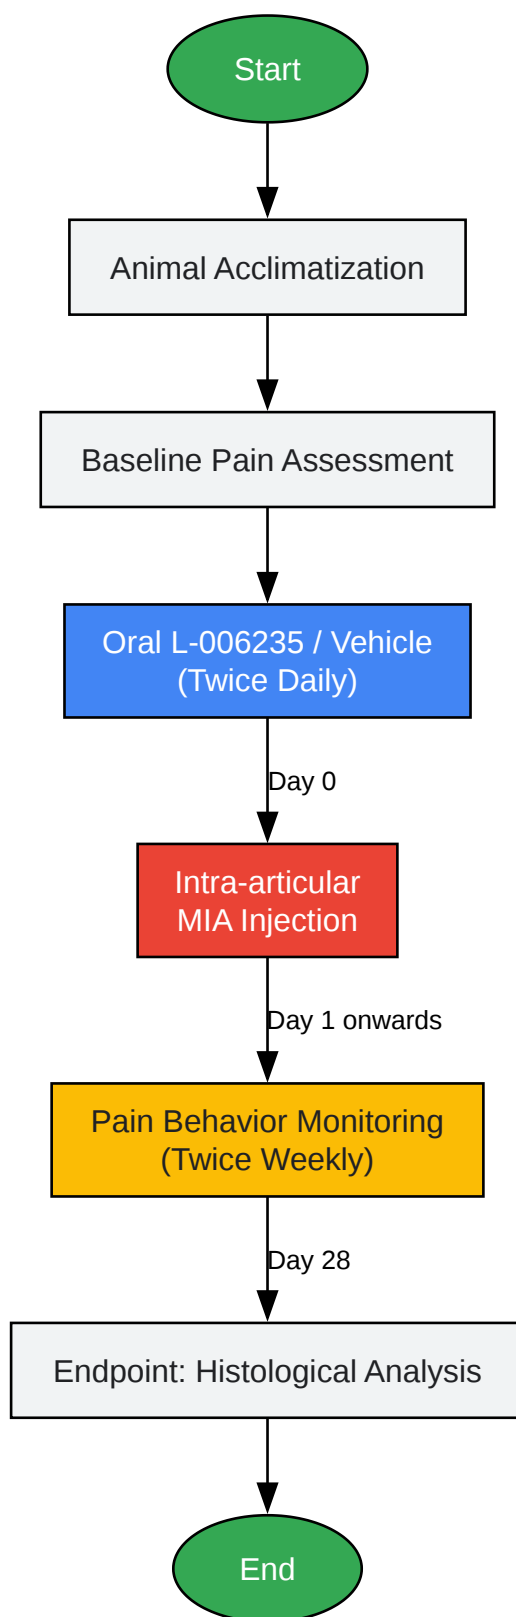 Start
Animal Acclimatization
Baseline Pain Assessment
Oral L-006235 / Vehicle
(Twice Daily)
Day 0
Intra-articular
MIA Injection
Day 1 onwards
Pain Behavior Monitoring
(Twice Weekly)
Day 28
Endpoint: Histological Analysis
End